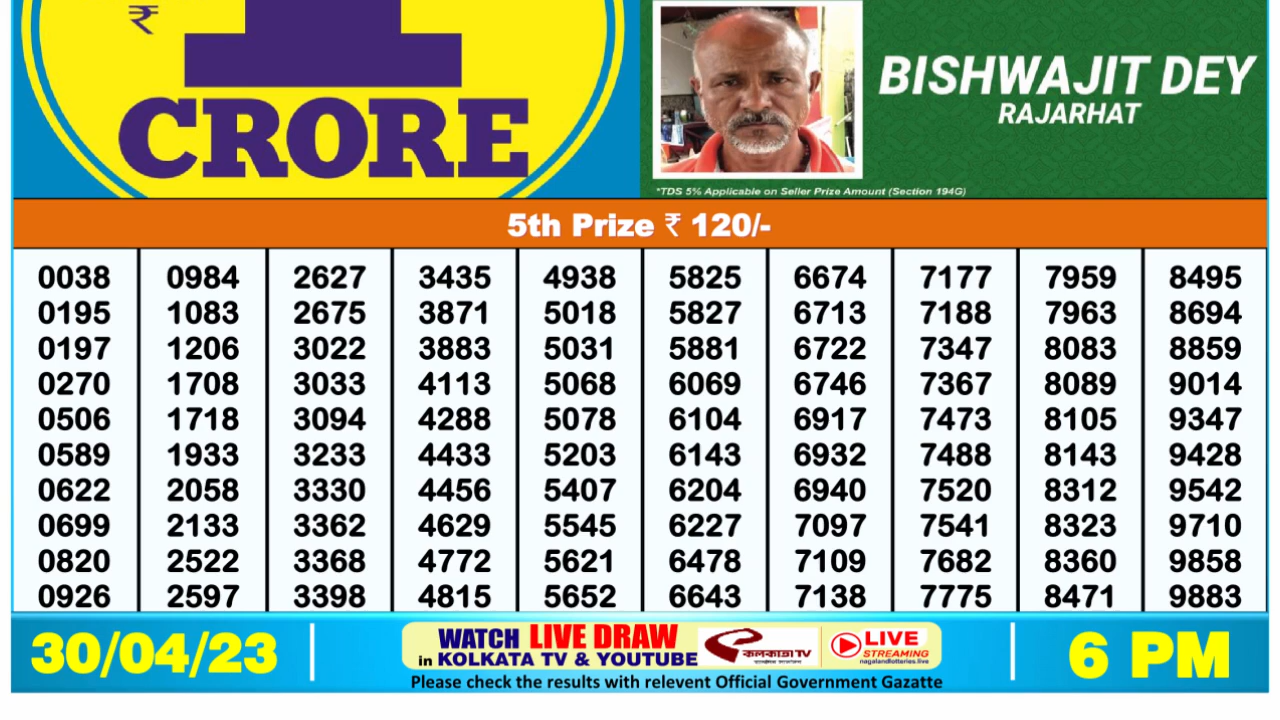 ₹ 1
CRORE
BISHWAJIT DEY
RAJARHAT
*TDS 5% Applicable on Seller Prize Amount (Section 194G)
5th Prize ₹ 120/-
0038 0984 2627 3435 4938 5825 6674 7177 7959 8495
0195 1083 2675 3871 5018 5827 6713 7188 7963 8694
0197 1206 3022 3883 5031 5881 6722 7347 8083 8859
0270 1708 3033 4113 5068 6069 6746 7367 8089 9014
0506 1718 3094 4288 5078 6104 6917 7473 8105 9347
0589 1933 3233 4433 5203 6143 6932 7488 8143 9428
0622 2058 3330 4456 5407 6204 6940 7520 8312 9542
0699 2133 3362 4629 5545 6227 7097 7541 8323 9710
0820 2522 3368 4772 5621 6478 7109 7682 8360 9858
0926 2597 3398 4815 5652 6643 7138 7775 8471 9883
30/04/23
WATCH LIVE DRAW
in KOLKATA TV & YOUTUBE
কলকাতা TV
LIVE
STREAMING
nagalandlotteries.live
Please check the results with relevent Official Government Gazatte
6 PM